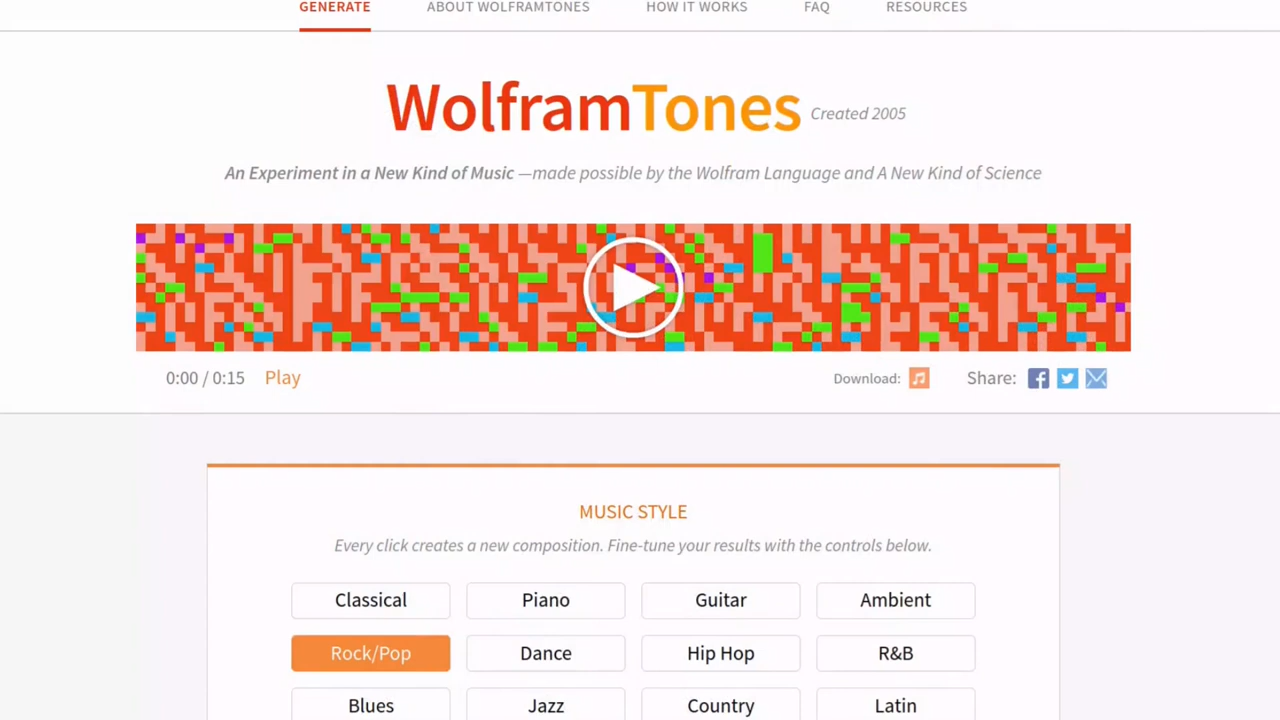 GENERATE ABOUT WOLFRAMTONES HOW IT WORKS FAQ RESOURCES
WolframTones Created 2005
An Experiment in a New Kind of Music —made possible by the Wolfram Language and A New Kind of Science
0:00 / 0:15 Play Download: Share:
MUSIC STYLE
Every click creates a new composition. Fine-tune your results with the controls below.
Classical Piano Guitar Ambient
Rock/Pop Dance Hip Hop R&B
Blues Jazz Country Latin